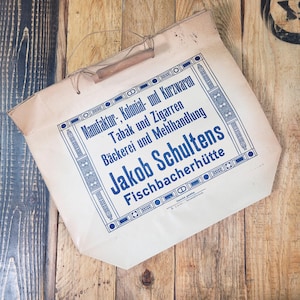 Manufaktur-, Kolonial- und Kurzwaren
Tabak und Zigarren
Bäckerei und Mehlhandlung
Jakob Schultens
Fischbacherhütte